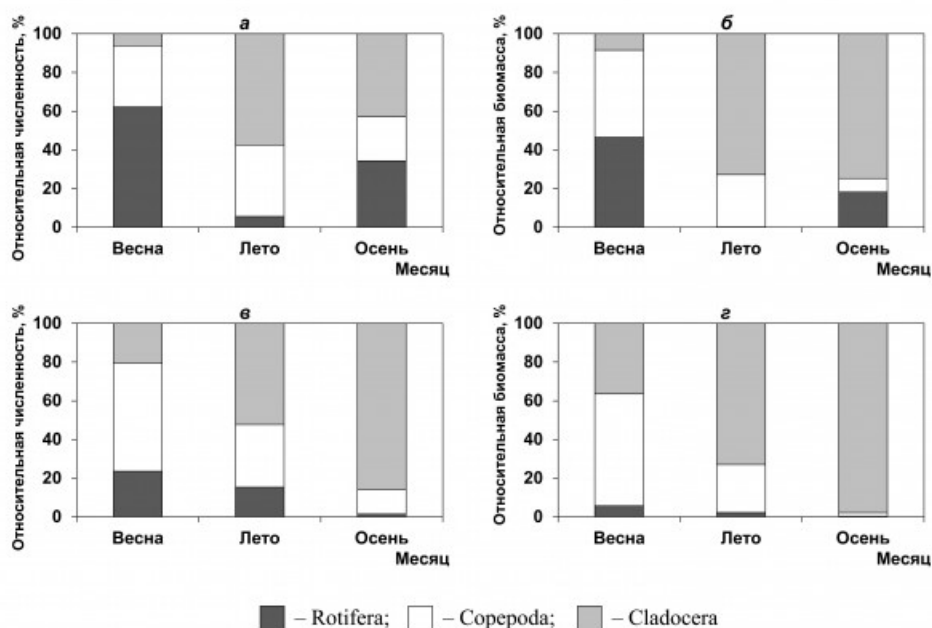 а
Относительная численность, %
100
80
60
40
20
0
Весна Лето Осень
Месяц
б
Относительная биомасса, %
100
80
60
40
20
0
Весна Лето Осень
Месяц
в
Относительная численность, %
100
80
60
40
20
0
Весна Лето Осень
Месяц
г
Относительная биомасса, %
100
80
60
40
20
0
Весна Лето Осень
Месяц
– Rotifera; – Copepoda; – Cladocera